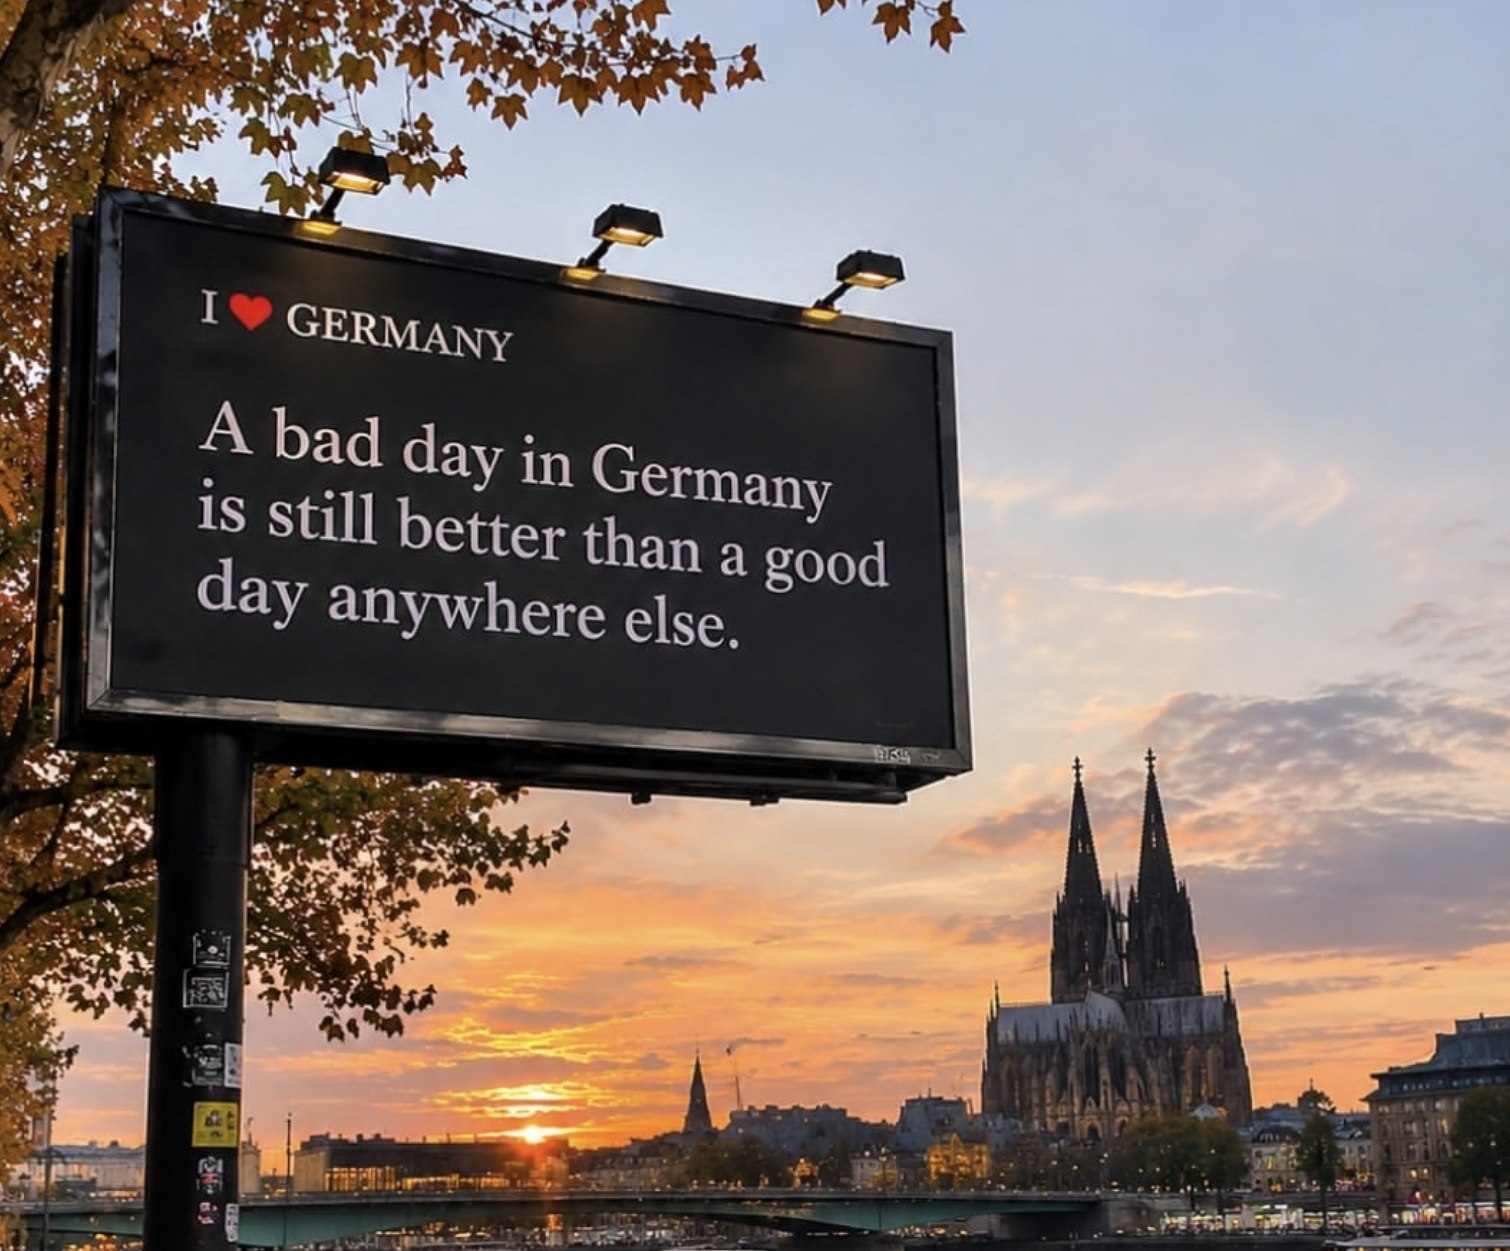 I ❤ GERMANY
A bad day in Germany
is still better than a good
day anywhere else.